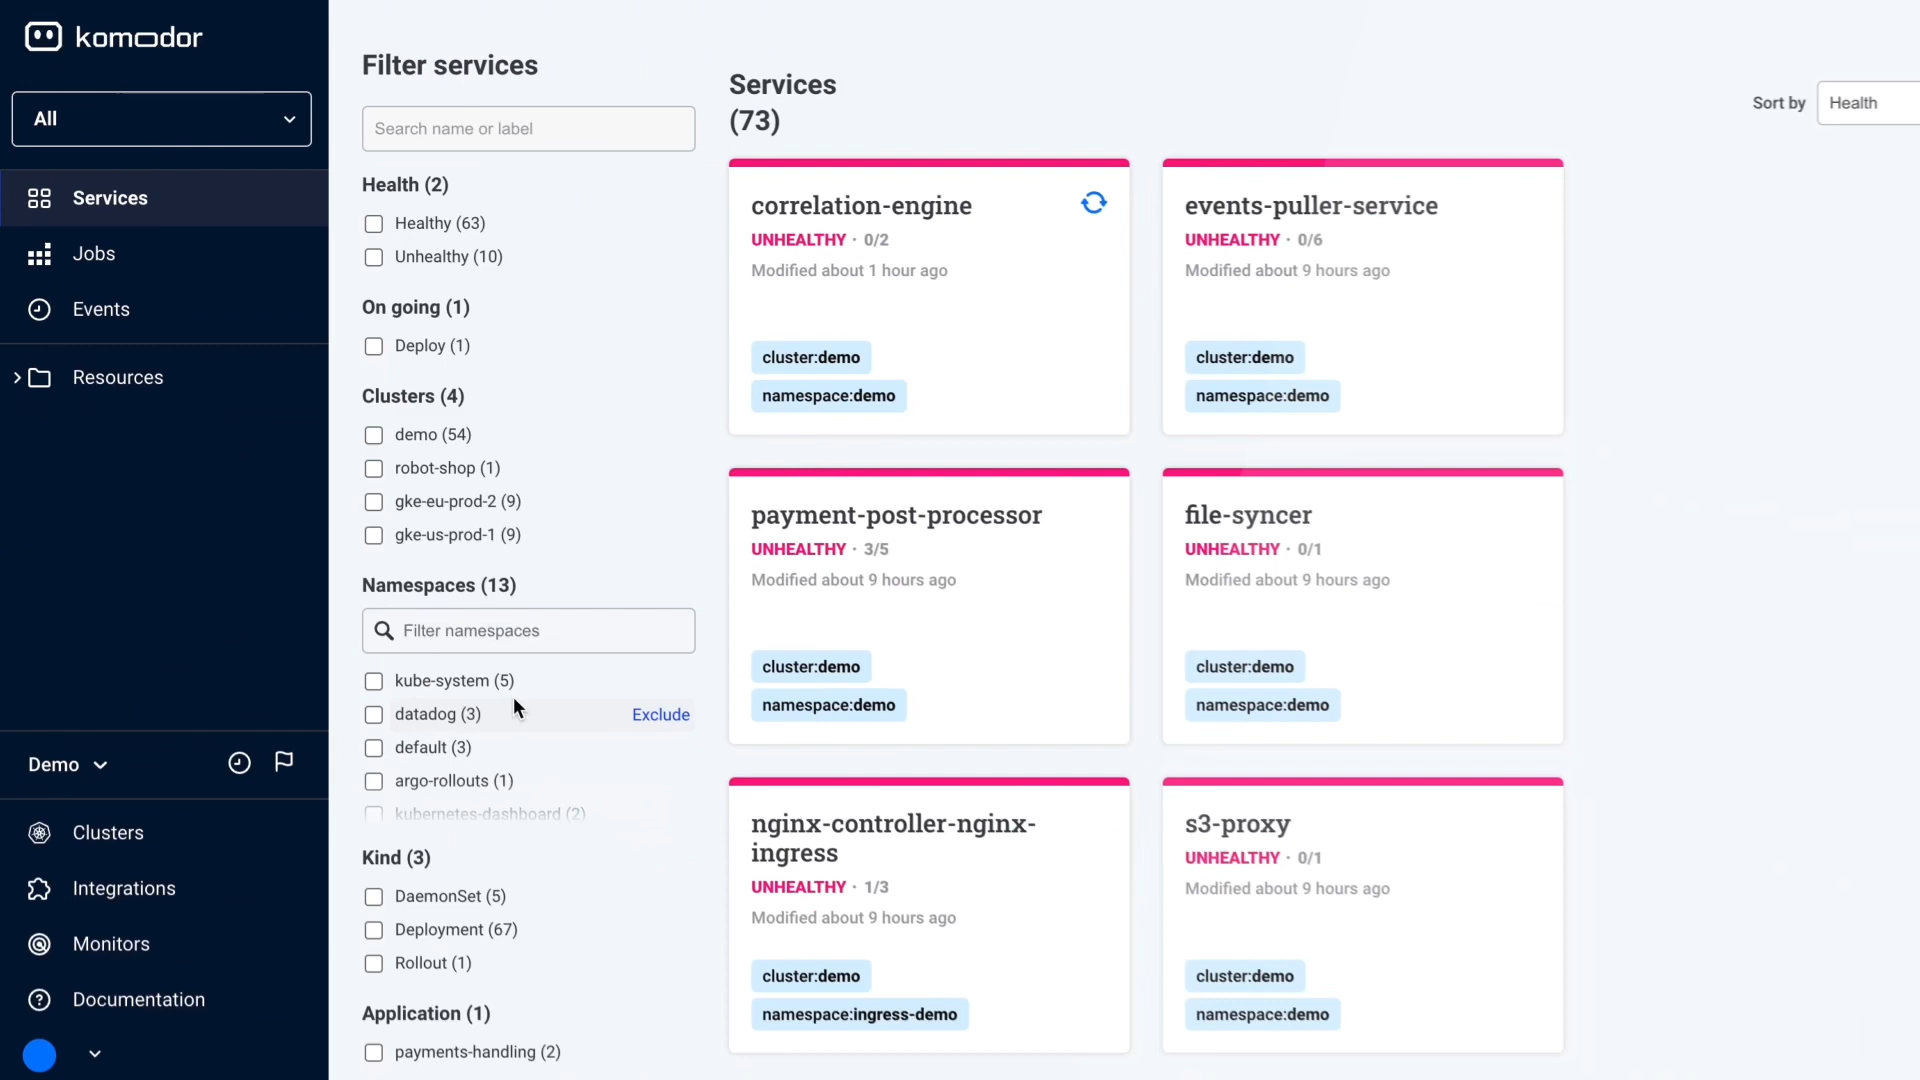 komodor
All
Services
Jobs
Events
Resources
Demo
Clusters
Integrations
Monitors
Documentation
Filter services
Search name or label
Health (2)
Healthy (63)
Unhealthy (10)
On going (1)
Deploy (1)
Clusters (4)
demo (54)
robot-shop (1)
gke-eu-prod-2 (9)
gke-us-prod-1 (9)
Namespaces (13)
Filter namespaces
kube-system (5)
datadog (3)
Exclude
default (3)
argo-rollouts (1)
kubernetes-dashboard (2)
Kind (3)
DaemonSet (5)
Deployment (67)
Rollout (1)
Application (1)
payments-handling (2)
Services
(73)
Sort by
Health
correlation-engine
UNHEALTHY · 0/2
Modified about 1 hour ago
cluster:demo
namespace:demo
events-puller-service
UNHEALTHY · 0/6
Modified about 9 hours ago
cluster:demo
namespace:demo
payment-post-processor
UNHEALTHY · 3/5
Modified about 9 hours ago
cluster:demo
namespace:demo
file-syncer
UNHEALTHY · 0/1
Modified about 9 hours ago
cluster:demo
namespace:demo
nginx-controller-nginx-
ingress
UNHEALTHY · 1/3
Modified about 9 hours ago
cluster:demo
namespace:ingress-demo
s3-proxy
UNHEALTHY · 0/1
Modified about 9 hours ago
cluster:demo
namespace:demo